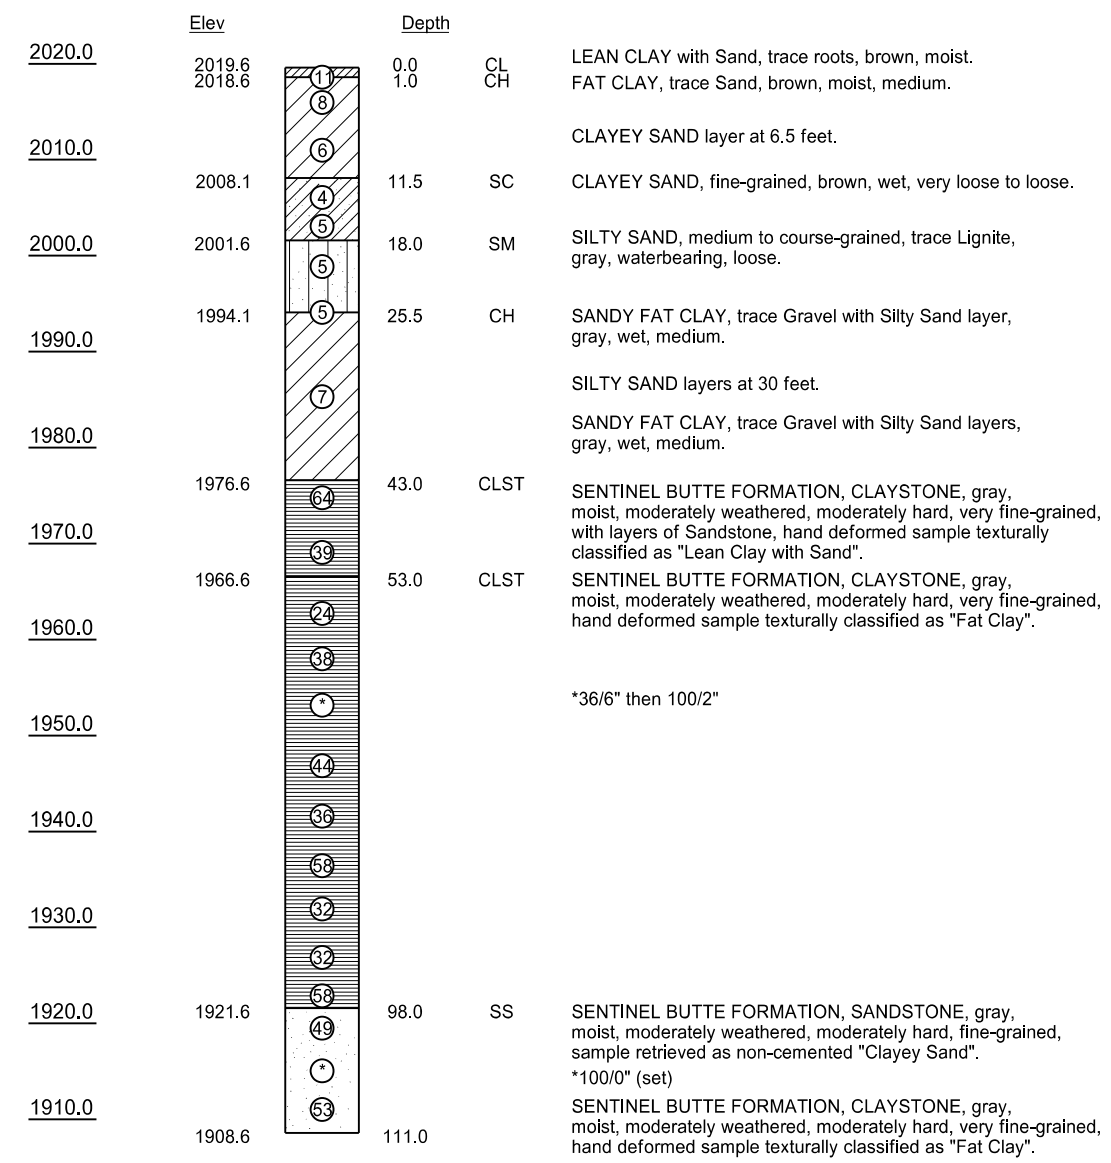 Elev Depth
2020.0
2019.6 0.0 CL LEAN CLAY with Sand, trace roots, brown, moist.
2018.6 11 1.0 CH FAT CLAY, trace Sand, brown, moist, medium.
8
2010.0 6 CLAYEY SAND layer at 6.5 feet.
2008.1 11.5 SC CLAYEY SAND, fine-grained, brown, wet, very loose to loose.
4
5
2000.0 2001.6 18.0 SM SILTY SAND, medium to course-grained, trace Lignite,
gray, waterbearing, loose.
5
5
1994.1 25.5 CH SANDY FAT CLAY, trace Gravel with Silty Sand layer,
1990.0 gray, wet, medium.
SILTY SAND layers at 30 feet.
7
SANDY FAT CLAY, trace Gravel with Silty Sand layers,
1980.0 gray, wet, medium.
1976.6 43.0 CLST SENTINEL BUTTE FORMATION, CLAYSTONE, gray,
64 moist, moderately weathered, moderately hard, very fine-grained,
1970.0 with layers of Sandstone, hand deformed sample texturally
39 classified as "Lean Clay with Sand".
1966.6 53.0 CLST SENTINEL BUTTE FORMATION, CLAYSTONE, gray,
moist, moderately weathered, moderately hard, very fine-grained,
24 hand deformed sample texturally classified as "Fat Clay".
1960.0
38
* *36/6" then 100/2"
1950.0
44
1940.0 36
58
1930.0 32
32
58
1920.0 1921.6 98.0 SS SENTINEL BUTTE FORMATION, SANDSTONE, gray,
49 moist, moderately weathered, moderately hard, fine-grained,
sample retrieved as non-cemented "Clayey Sand".
* *100/0" (set)
1910.0 53 SENTINEL BUTTE FORMATION, CLAYSTONE, gray,
moist, moderately weathered, moderately hard, very fine-grained,
1908.6 111.0 hand deformed sample texturally classified as "Fat Clay".